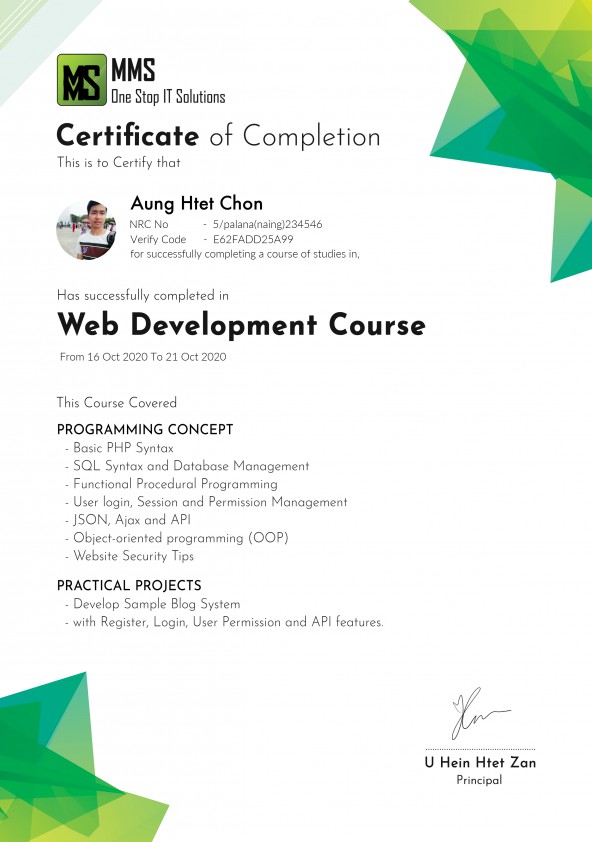 MMS
MMS
One Stop IT Solutions
Certificate of Completion
This is to Certify that
Aung Htet Chon
NRC No - 5/palana(naing)234546
Verify Code - E62FADD25A99
for successfully completing a course of studies in,
Has successfully completed in
Web Development Course
From 16 Oct 2020 To 21 Oct 2020
This Course Covered
PROGRAMMING CONCEPT
- Basic PHP Syntax
- SQL Syntax and Database Management
- Functional Procedural Programming
- User login, Session and Permission Management
- JSON, Ajax and API
- Object-oriented programming (OOP)
- Website Security Tips
PRACTICAL PROJECTS
- Develop Sample Blog System
- with Register, Login, User Permission and API features.
U Hein Htet Zan
Principal